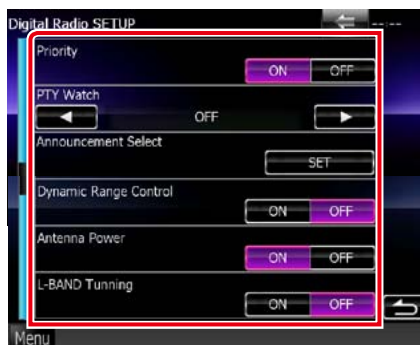 Digital Radio SETUP --:--
Priority
ON OFF
PTY Watch
OFF
Announcement Select
SET
Dynamic Range Control
ON OFF
Antenna Power
ON OFF
L-BAND Tunning
ON OFF
Menu